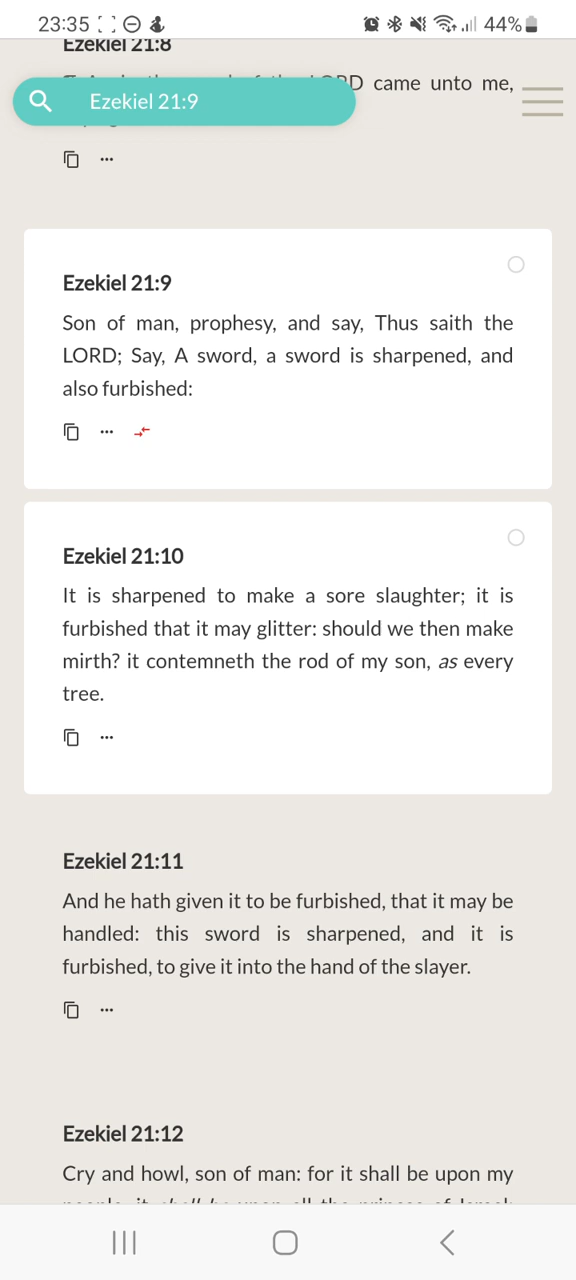 23:35 44%
Ezekiel 21:8
came unto me,
Ezekiel 21:9
Ezekiel 21:9
Son of man, prophesy, and say, Thus saith the
LORD; Say, A sword, a sword is sharpened, and
also furbished:
Ezekiel 21:10
It is sharpened to make a sore slaughter; it is
furbished that it may glitter: should we then make
mirth? it contemneth the rod of my son, as every
tree.
Ezekiel 21:11
And he hath given it to be furbished, that it may be
handled: this sword is sharpened, and it is
furbished, to give it into the hand of the slayer.
Ezekiel 21:12
Cry and howl, son of man: for it shall be upon my